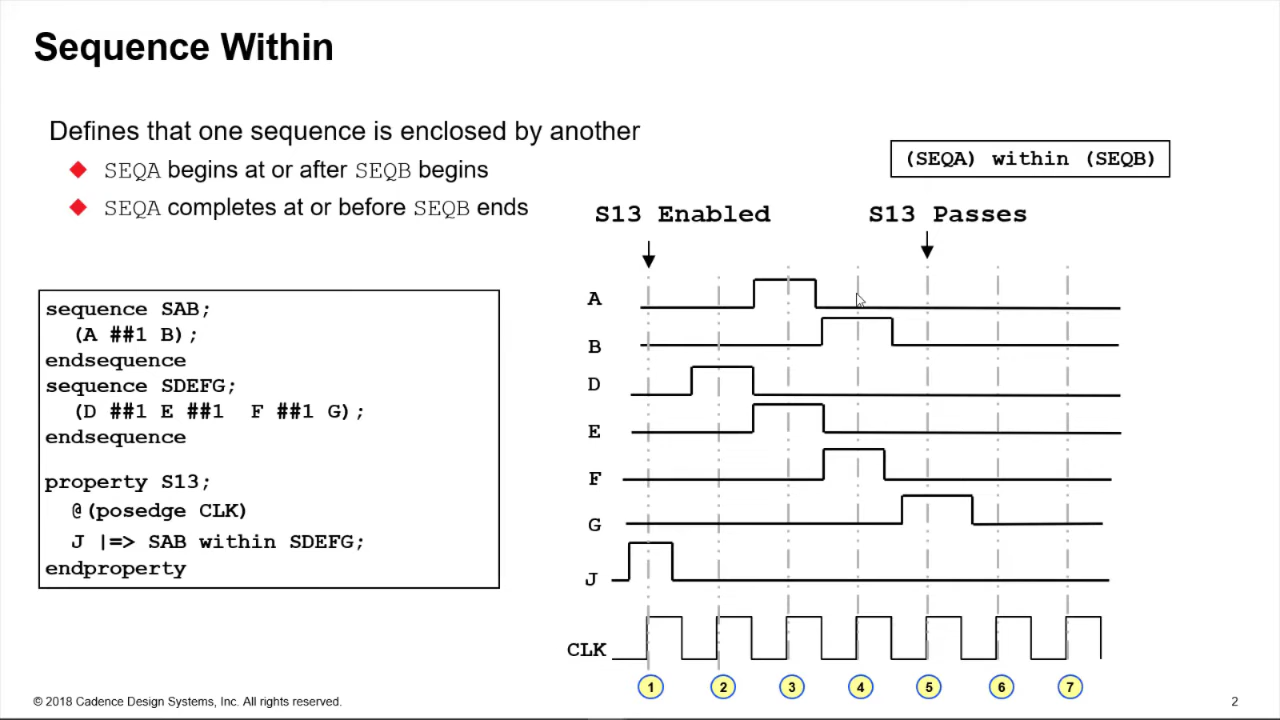 Sequence Within
Defines that one sequence is enclosed by another
SEQA begins at or after SEQB begins
SEQA completes at or before SEQB ends
(SEQA) within (SEQB)
sequence SAB;
(A ##1 B);
endsequence
sequence SDEFG;
(D ##1 E ##1  F ##1 G);
endsequence
property S13;
@(posedge CLK)
J |=> SAB within SDEFG;
endproperty
S13 Enabled
S13 Passes
A
B
D
E
F
G
J
CLK
1 2 3 4 5 6 7
© 2018 Cadence Design Systems, Inc. All rights reserved.
2